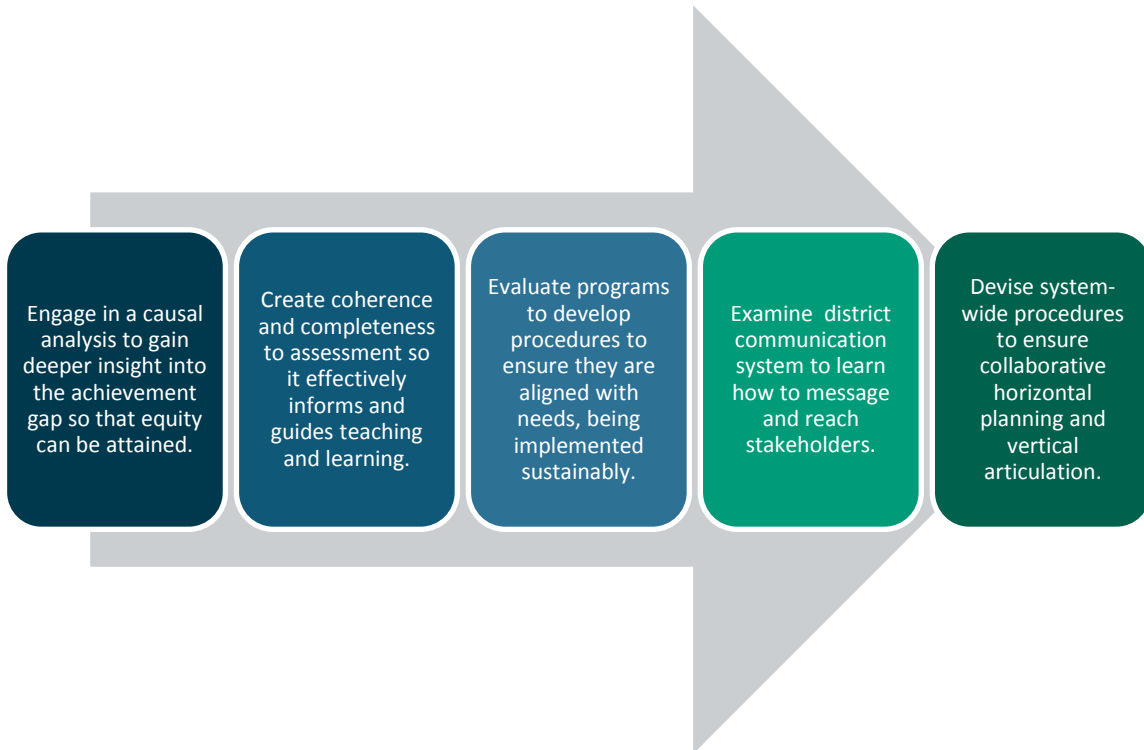 Engage in a causal
analysis to gain
deeper insight into
the achievement
gap so that equity
can be attained.
Create coherence
and completeness
to assessment so
it effectively
informs and
guides teaching
and learning.
Evaluate programs
to develop
procedures to
ensure they are
aligned with
needs, being
implemented
sustainably.
Examine  district
communication
system to learn
how to message
and reach
stakeholders.
Devise system-
wide procedures
to ensure
collaborative
horizontal
planning and
vertical
articulation.